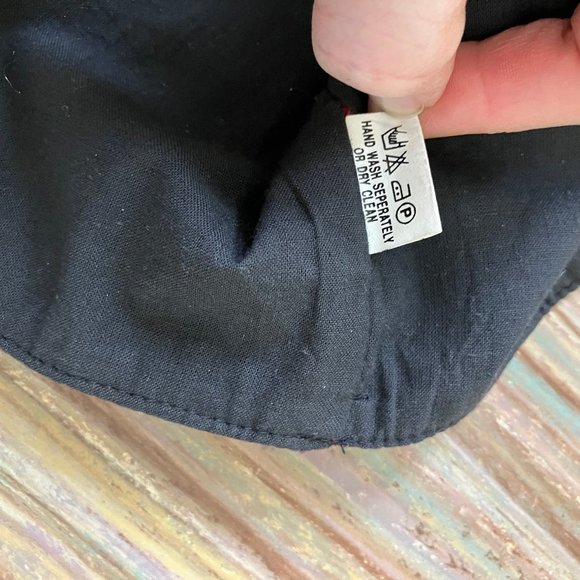 HAND WASH SEPERATELY
OR DRY CLEAN
P